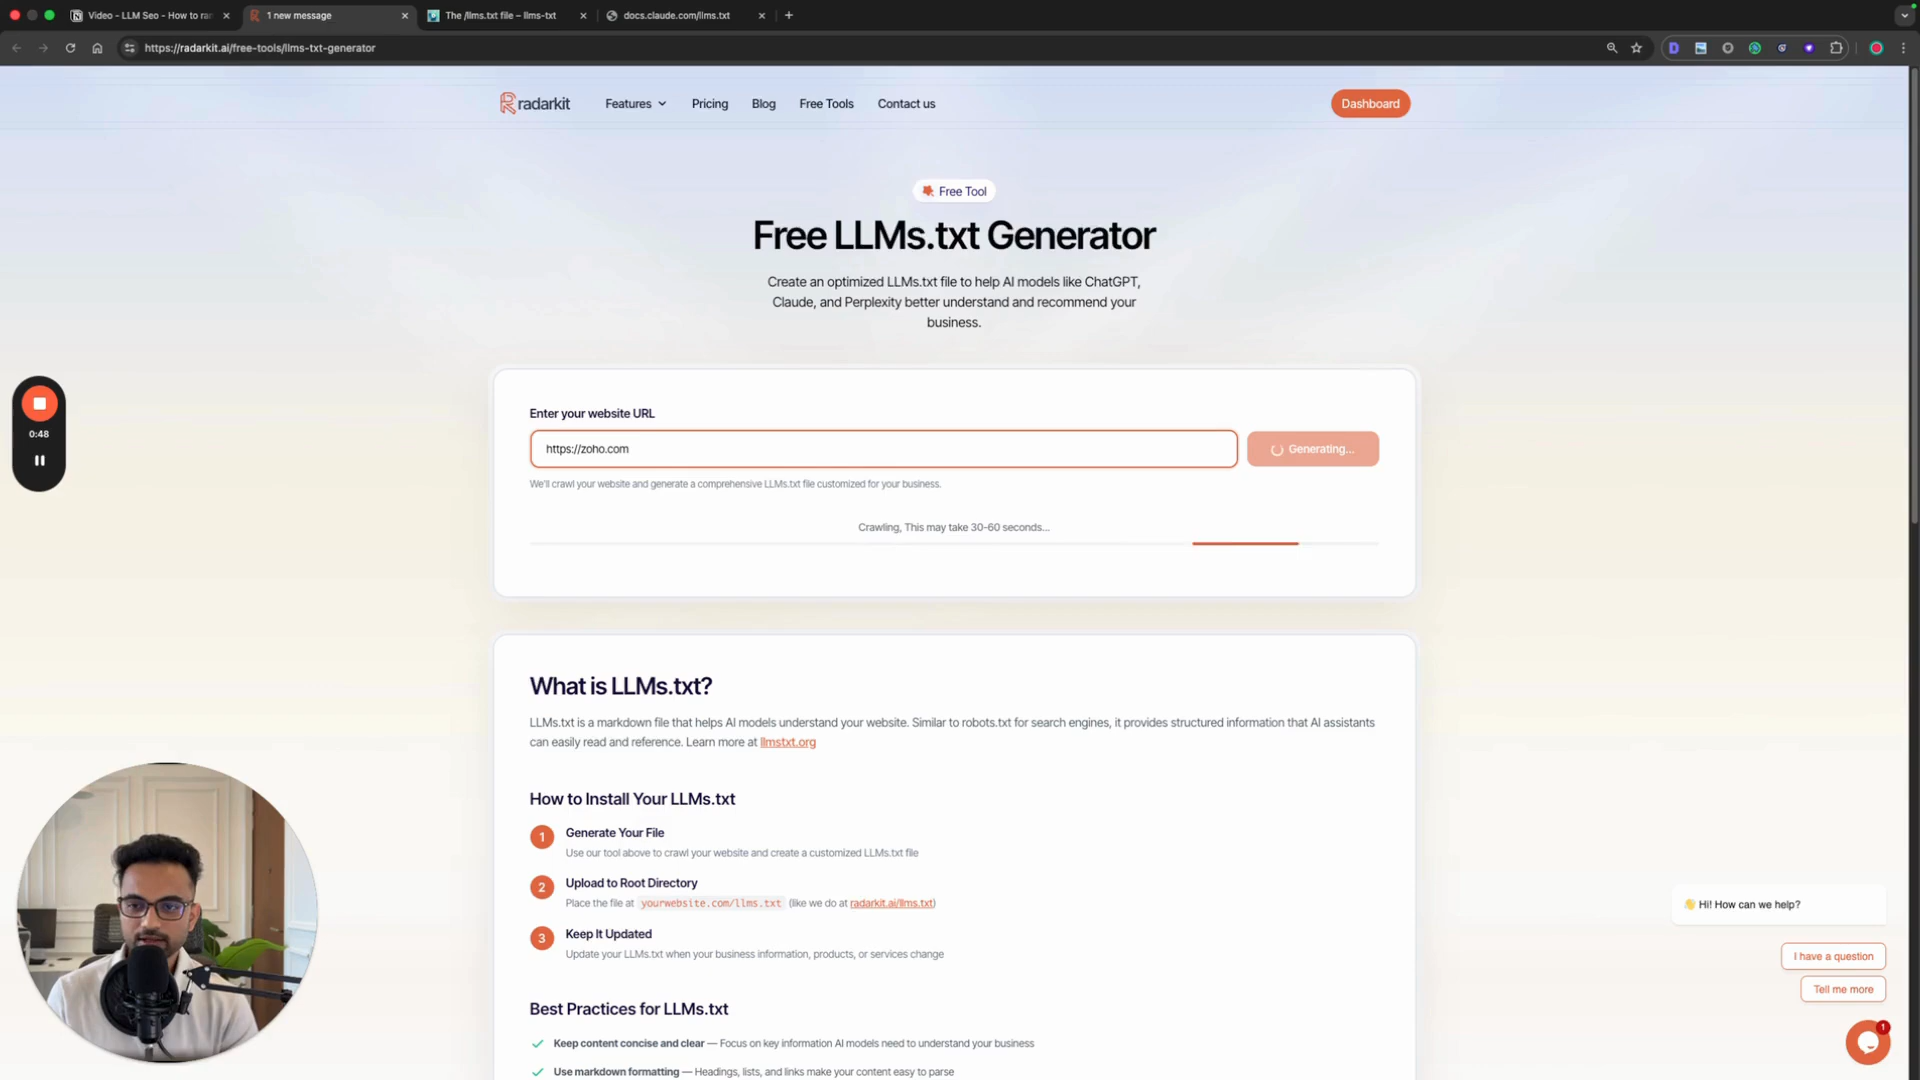 Video - LLM Seo - How to ran
1 new message
The /llms.txt file – llms-txt
docs.claude.com/llms.txt
https://radarkit.ai/free-tools/llms-txt-generator
radarkit
Features
Pricing
Blog
Free Tools
Contact us
Dashboard
Free Tool
Free LLMs.txt Generator
Create an optimized LLMs.txt file to help AI models like ChatGPT,
Claude, and Perplexity better understand and recommend your
business.
0:48
Enter your website URL
https://zoho.com
Generating...
We'll crawl your website and generate a comprehensive LLMs.txt file customized for your business.
Crawling, This may take 30-60 seconds...
What is LLMs.txt?
LLMs.txt is a markdown file that helps AI models understand your website. Similar to robots.txt for search engines, it provides structured information that AI assistants
can easily read and reference. Learn more at llmstxt.org
How to Install Your LLMs.txt
1
Generate Your File
Use our tool above to crawl your website and create a customized LLMs.txt file
2
Upload to Root Directory
Place the file at yourwebsite.com/llms.txt (like we do at radarkit.ai/llms.txt)
3
Keep It Updated
Update your LLMs.txt when your business information, products, or services change
Best Practices for LLMs.txt
Keep content concise and clear — Focus on key information AI models need to understand your business
Use markdown formatting — Headings, lists, and links make your content easy to parse
👋 Hi! How can we help?
I have a question
Tell me more
1